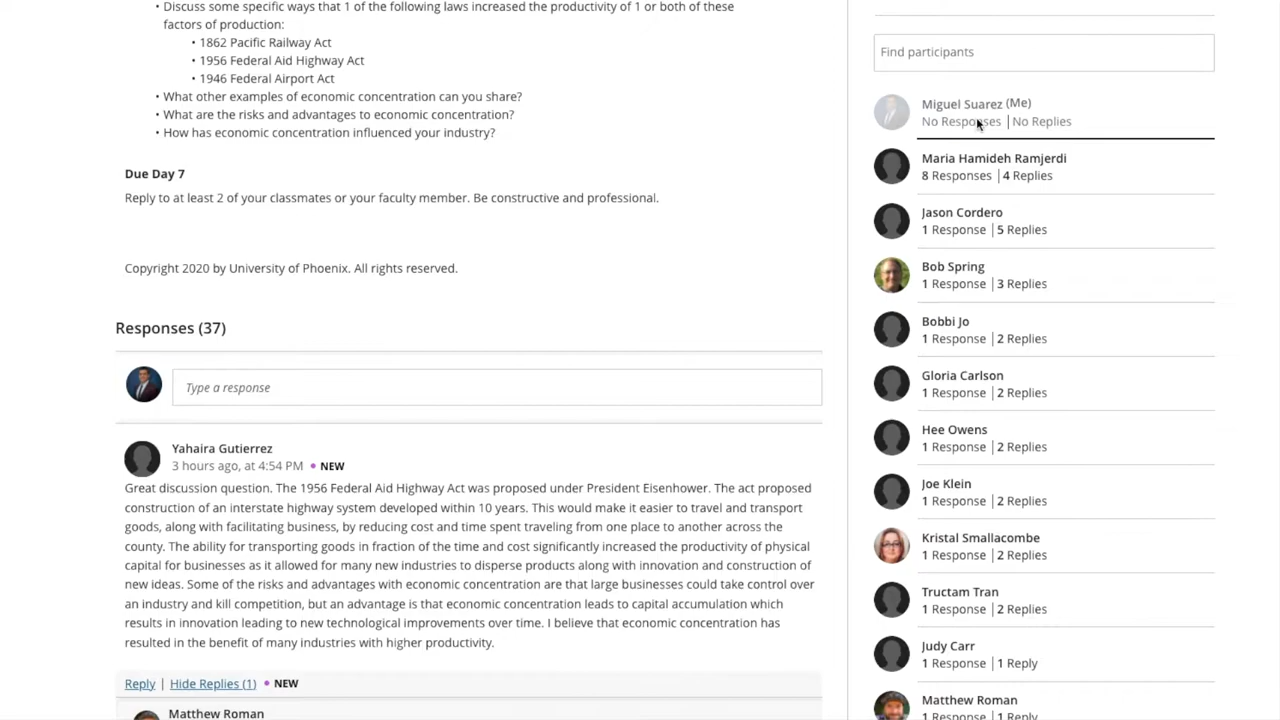 • Discuss some specific ways that 1 of the following laws increased the productivity of 1 or both of these
factors of production:
• 1862 Pacific Railway Act
• 1956 Federal Aid Highway Act
• 1946 Federal Airport Act
• What other examples of economic concentration can you share?
• What are the risks and advantages to economic concentration?
• How has economic concentration influenced your industry?
Due Day 7
Reply to at least 2 of your classmates or your faculty member. Be constructive and professional.
Copyright 2020 by University of Phoenix. All rights reserved.
Responses (37)
Type a response
Yahaira Gutierrez
3 hours ago, at 4:54 PM • NEW
Great discussion question. The 1956 Federal Aid Highway Act was proposed under President Eisenhower. The act proposed
construction of an interstate highway system developed within 10 years. This would make it easier to travel and transport
goods, along with facilitating business, by reducing cost and time spent traveling from one place to another across the
county. The ability for transporting goods in fraction of the time and cost significantly increased the productivity of physical
capital for businesses as it allowed for many new industries to disperse products along with innovation and construction of
new ideas. Some of the risks and advantages with economic concentration are that large businesses could take control over
an industry and kill competition, but an advantage is that economic concentration leads to capital accumulation which
results in innovation leading to new technological improvements over time. I believe that economic concentration has
resulted in the benefit of many industries with higher productivity.
Reply | Hide Replies (1) • NEW
Matthew Roman
Find participants
Miguel Suarez (Me)
No Responses | No Replies
Maria Hamideh Ramjerdi
8 Responses | 4 Replies
Jason Cordero
1 Response | 5 Replies
Bob Spring
1 Response | 3 Replies
Bobbi Jo
1 Response | 2 Replies
Gloria Carlson
1 Response | 2 Replies
Hee Owens
1 Response | 2 Replies
Joe Klein
1 Response | 2 Replies
Kristal Smallacombe
1 Response | 2 Replies
Tructam Tran
1 Response | 2 Replies
Judy Carr
1 Response | 1 Reply
Matthew Roman
1 Response | 1 Reply